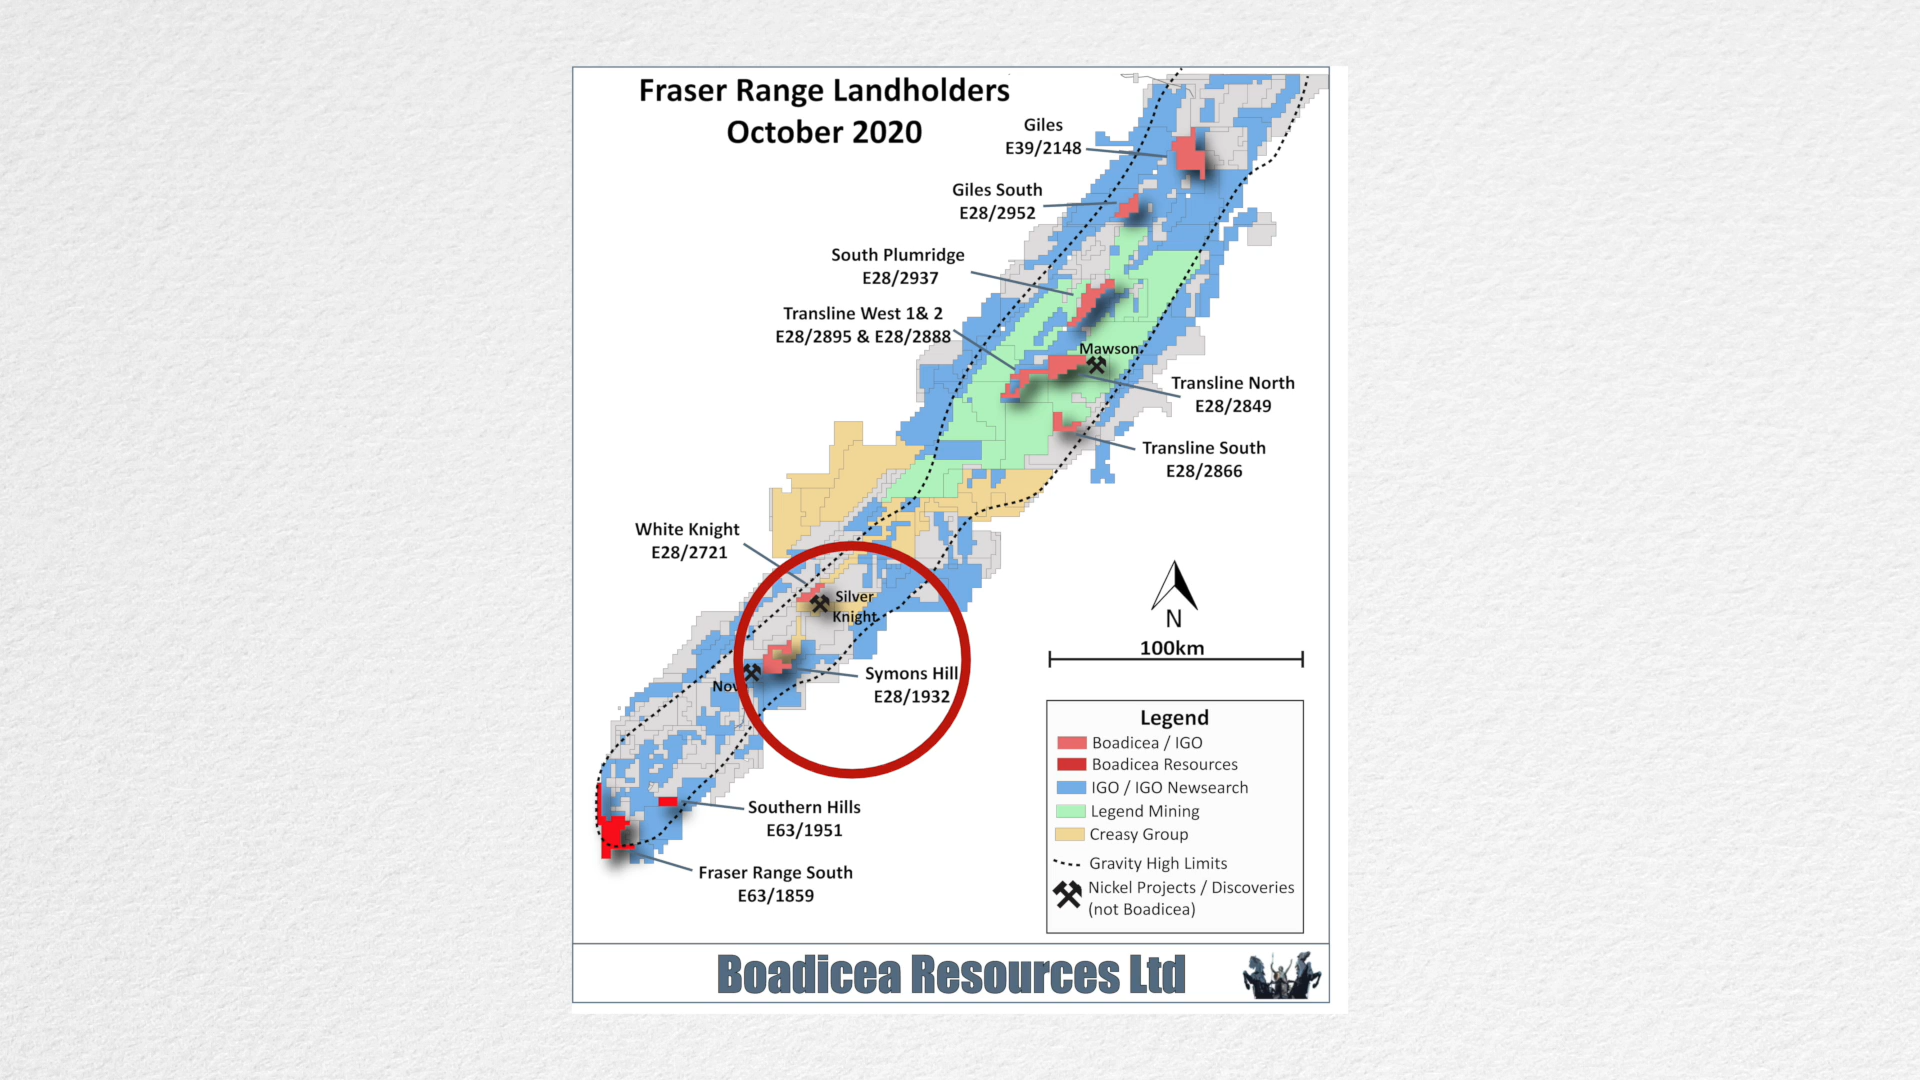 Fraser Range Landholders
October 2020
Giles
E39/2148
Giles South
E28/2952
South Plumridge
E28/2937
Transline West 1& 2
E28/2895 & E28/2888
Mawson
Transline North
E28/2849
Transline South
E28/2866
White Knight
E28/2721
Silver
Knight
Nova
Symons Hill
E28/1932
N
100km
Southern Hills
E63/1951
Fraser Range South
E63/1859
Legend
Boadicea / IGO
Boadicea Resources
IGO / IGO Newsearch
Legend Mining
Creasy Group
Gravity High Limits
Nickel Projects / Discoveries
(not Boadicea)
Boadicea Resources Ltd